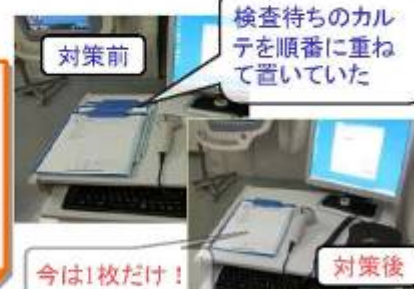 対策前
検査待ちのカル
テを順番に重ね
て置いていた
今は1枚だけ！
対策後